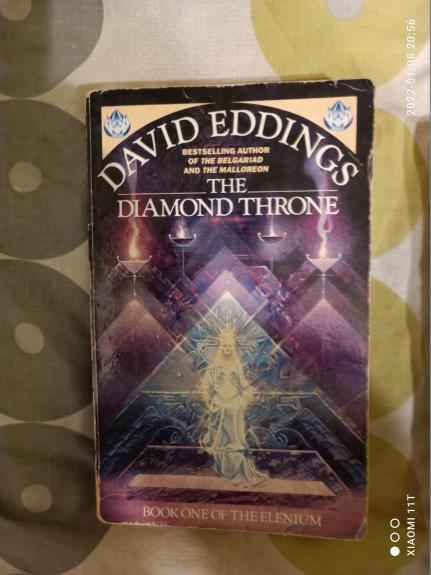 DAVID EDDINGS
BESTSELLING AUTHOR
OF THE BELGARIAD
AND THE MALLOREON
THE
DIAMOND THRONE
BOOK ONE OF THE ELENIUM
2022-01-08 20:56
XIAOMI 11T